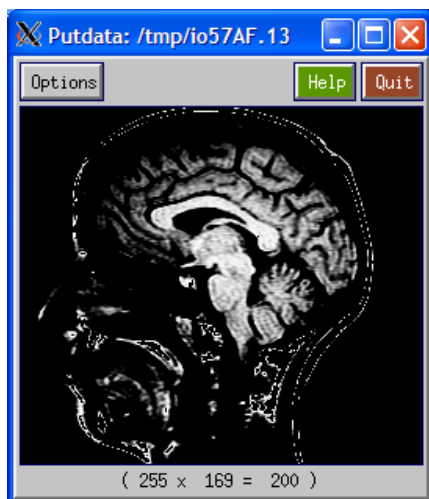 Putdata: /tmp/io57AF.13
Options Help Quit
( 255 x 169 = 200 )